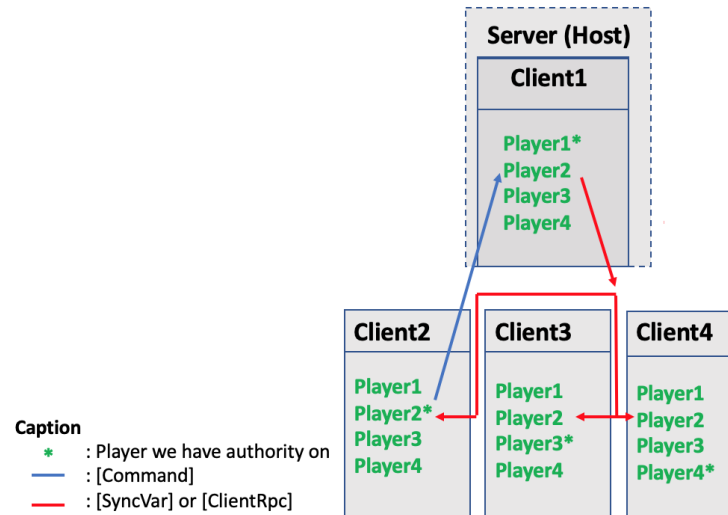 Server (Host)
Client1
Player1*
Player2
Player3
Player4
Client2
Player1
Player2*
Player3
Player4
Client3
Player1
Player2
Player3*
Player4
Client4
Player1
Player2
Player3
Player4*
Caption
* : Player we have authority on
: [Command]
: [SyncVar] or [ClientRpc]